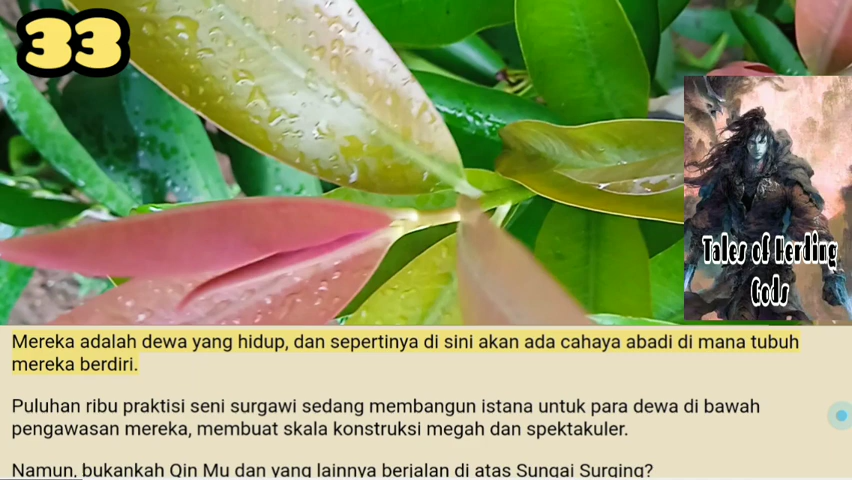 33
Tales of Herding
Gods
Mereka adalah dewa yang hidup, dan sepertinya di sini akan ada cahaya abadi di mana tubuh
mereka berdiri.
Puluhan ribu praktisi seni surgawi sedang membangun istana untuk para dewa di bawah
pengawasan mereka, membuat skala konstruksi megah dan spektakuler.
Namun, bukankah Qin Mu dan yang lainnya berjalan di atas Sungai Surging?